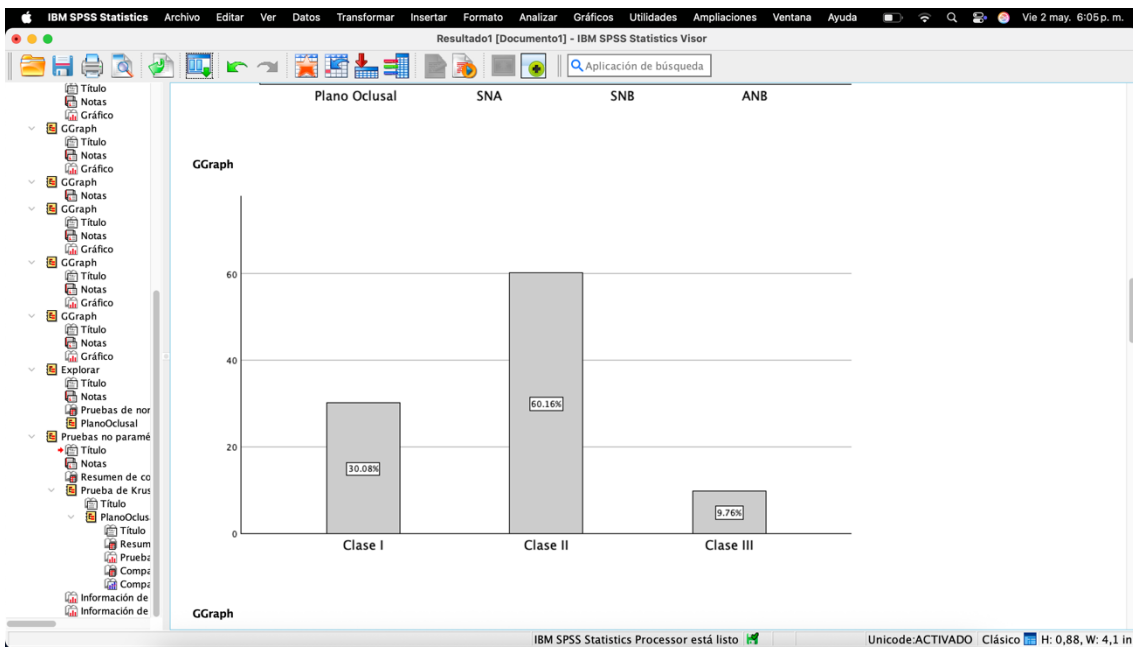 IBM SPSS Statistics Archivo Editar Ver Datos Transformar Insertar Formato Analizar Gráficos Utilidades Ampliaciones Ventana Ayuda Vie 2 may. 6:05 p. m.
Resultado1 [Documento1] - IBM SPSS Statistics Visor
Aplicación de búsqueda
Título
Notas
Gráfico
GGraph
Título
Notas
Gráfico
GGraph
Notas
GGraph
Título
Notas
Gráfico
GGraph
Título
Notas
Gráfico
GGraph
Título
Notas
Gráfico
Explorar
Título
Notas
Pruebas de nor
PlanoOclusal
Pruebas no paramé
Título
Notas
Resumen de co
Prueba de Krus
Título
PlanoOclus
Título
Resum
Prueba
Compa
Compa
Información de
Información de
Plano Oclusal SNA SNB ANB
GGraph
60
40
20
0
30.08%
60.16%
9.76%
Clase I Clase II Clase III
GGraph
IBM SPSS Statistics Processor está listo Unicode:ACTIVADO Clásico H: 0,88, W: 4,1 in